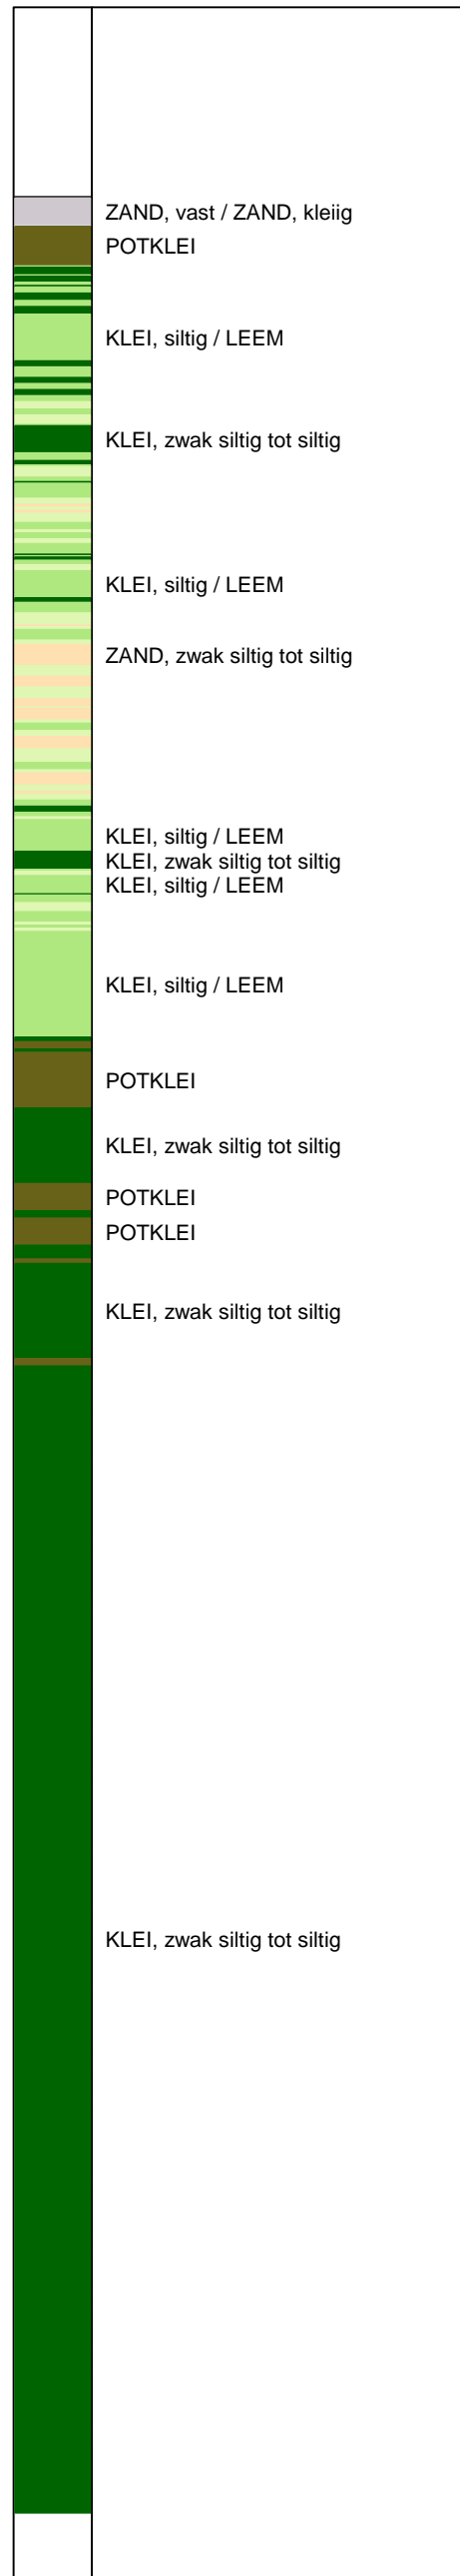 ZAND, vast / ZAND, kleiig
POTKLEI
KLEI, siltig / LEEM
KLEI, zwak siltig tot siltig
KLEI, siltig / LEEM
ZAND, zwak siltig tot siltig
KLEI, siltig / LEEM
KLEI, zwak siltig tot siltig
KLEI, siltig / LEEM
KLEI, siltig / LEEM
POTKLEI
KLEI, zwak siltig tot siltig
POTKLEI
POTKLEI
KLEI, zwak siltig tot siltig
KLEI, zwak siltig tot siltig